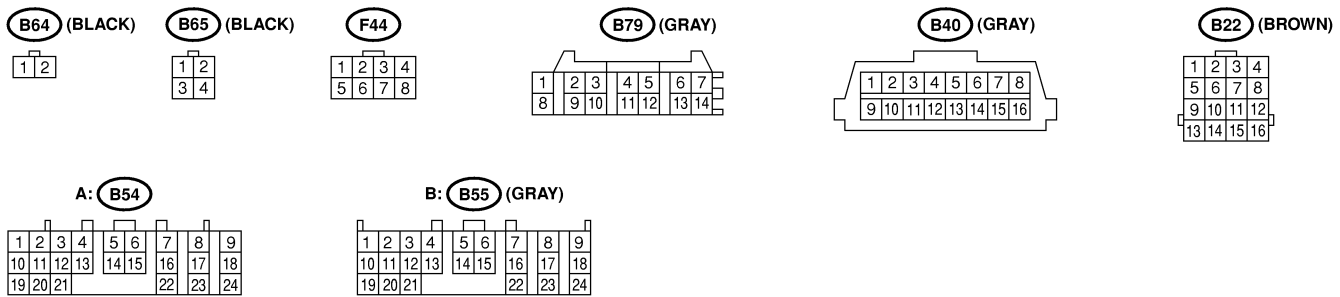 B64 (BLACK) B65 (BLACK) F44 B79 (GRAY) B40 (GRAY) B22 (BROWN)
1 2
1 2
3 4
1 2 3 4
5 6 7 8
1 2 3 4 5 6 7
8 9 10 11 12 13 14
1 2 3 4 5 6 7 8
9 10 11 12 13 14 15 16
1 2 3 4
5 6 7 8
9 10 11 12
13 14 15 16
A: B54 B: B55 (GRAY)
1 2 3 4 5 6 7 8 9
10 11 12 13 14 15 16 17 18
19 20 21 22 23 24
1 2 3 4 5 6 7 8 9
10 11 12 13 14 15 16 17 18
19 20 21 22 23 24